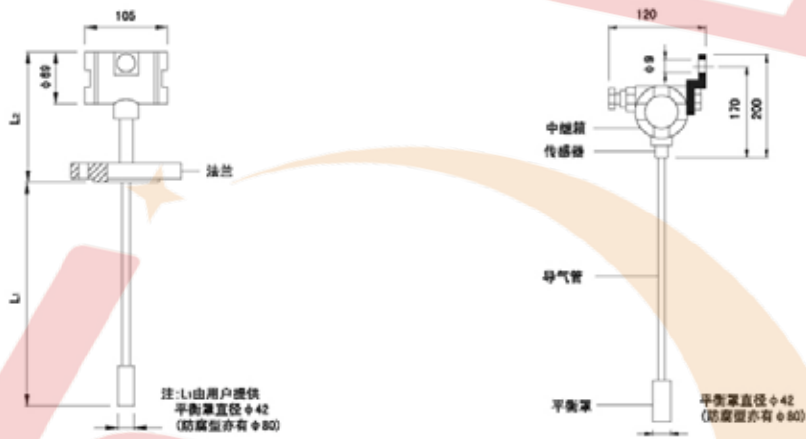 105
φ69
L₂
法兰
L₁
注:L₁由用户提供
平衡罩直径φ42
(防腐型亦有φ80)
120
φ9
170
200
中继箱
传感器
导气管
平衡罩
平衡罩直径φ42
(防腐型亦有φ80)